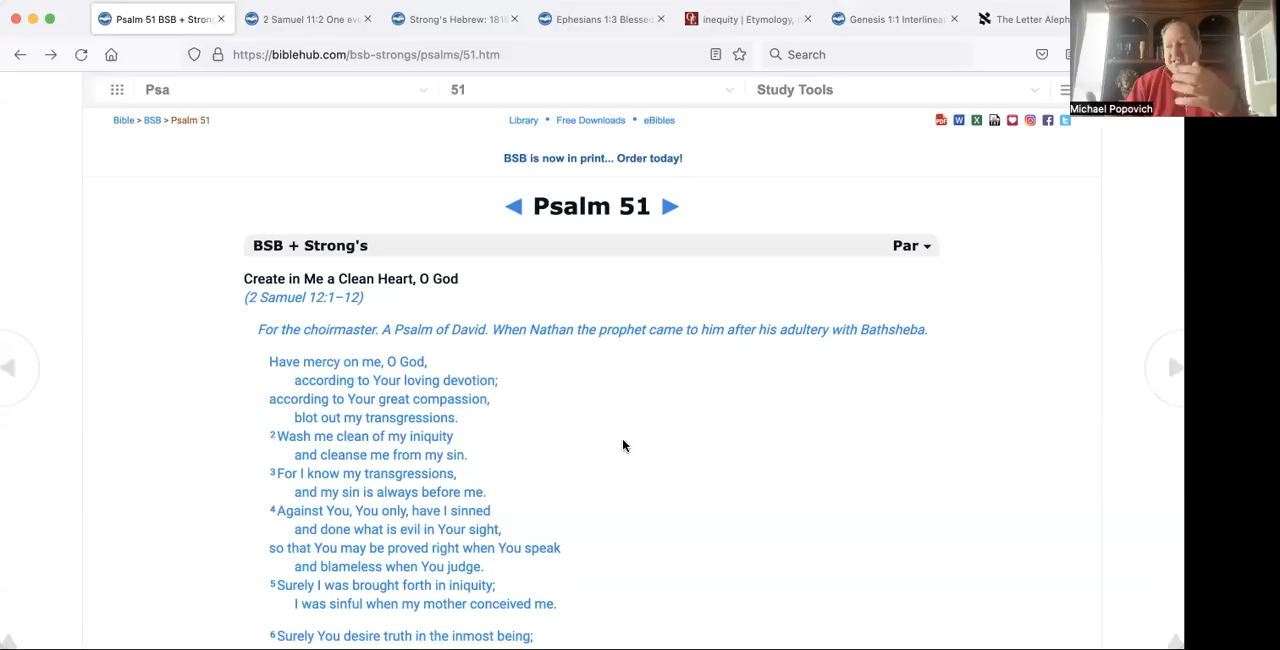 Psalm 51 BSB + Stron
2 Samuel 11:2 One eve
Strong's Hebrew: 181
Ephesians 1:3 Blessed
inequity | Etymology,
Genesis 1:1 Interlinea
The Letter Aleph
https://biblehub.com/bsb-strongs/psalms/51.htm
Search
Michael Popovich
Psa
51
Study Tools
Bible > BSB > Psalm 51
Library • Free Downloads • eBibles
BSB is now in print... Order today!
◄ Psalm 51 ►
BSB + Strong's
Par
Create in Me a Clean Heart, O God
(2 Samuel 12:1–12)
For the choirmaster. A Psalm of David. When Nathan the prophet came to him after his adultery with Bathsheba.
Have mercy on me, O God,
according to Your loving devotion;
according to Your great compassion,
blot out my transgressions.
2 Wash me clean of my iniquity
and cleanse me from my sin.
3 For I know my transgressions,
and my sin is always before me.
4 Against You, You only, have I sinned
and done what is evil in Your sight,
so that You may be proved right when You speak
and blameless when You judge.
5 Surely I was brought forth in iniquity;
I was sinful when my mother conceived me.
6 Surely You desire truth in the inmost being;